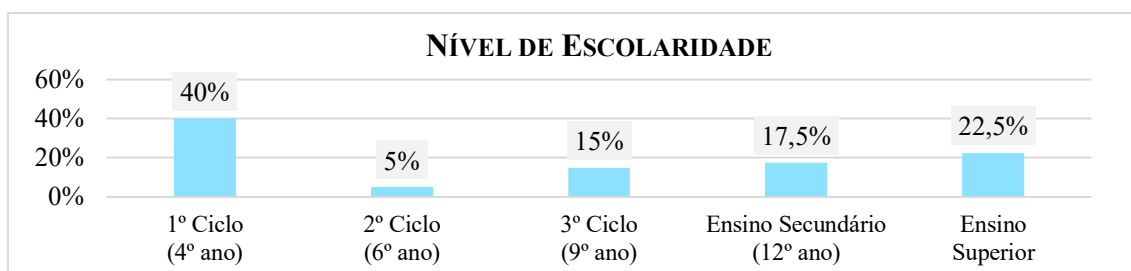 NÍVEL DE ESCOLARIDADE
60%
40%
20%
0%
40%
5%
15%
17,5%
22,5%
1º Ciclo
(4º ano)
2º Ciclo
(6º ano)
3º Ciclo
(9º ano)
Ensino Secundário
(12º ano)
Ensino
Superior